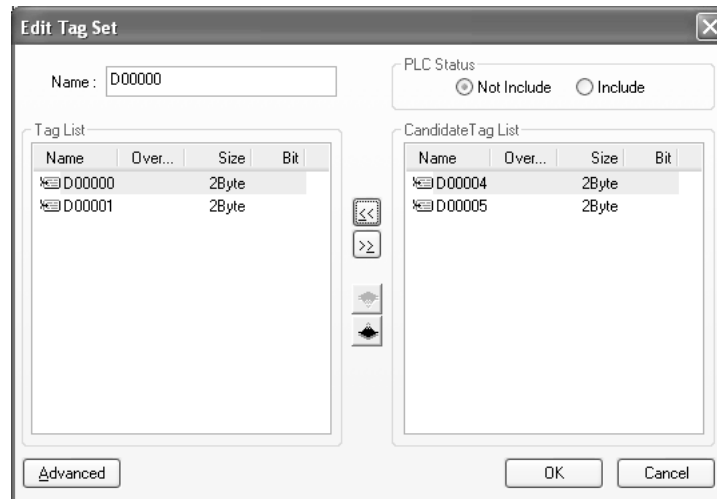 Edit Tag Set
Name : D00000
PLC Status
Not Include Include
Tag List
Name Over... Size Bit
D00000 2Byte
D00001 2Byte
<<
>>
CandidateTag List
Name Over... Size Bit
D00004 2Byte
D00005 2Byte
Advanced
OK
Cancel